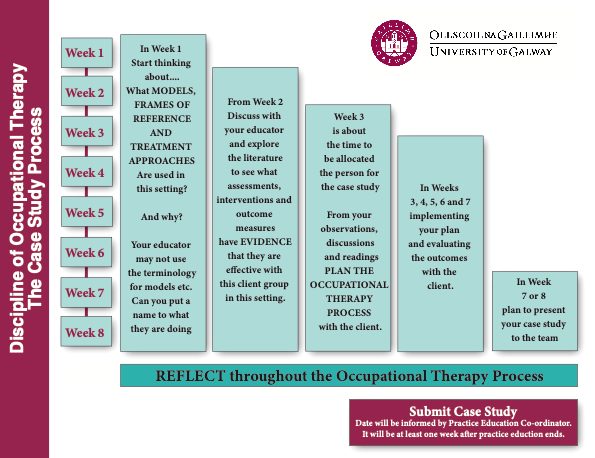 Discipline of Occupational Therapy
The Case Study Process
OLLSCOIL NA GAILLIMHE
UNIVERSITY OF GALWAY
Week 1
Week 2
Week 3
Week 4
Week 5
Week 6
Week 7
Week 8
In Week 1
Start thinking
about....
What MODELS,
FRAMES OF
REFERENCE
AND
TREATMENT
APPROACHES
Are used in
this setting?
And why?
Your educator
may not use
the terminology
for models etc.
Can you put a
name to what
they are doing
From Week 2
Discuss with
your educator
and explore
the literature
to see what
assessments,
interventions and
outcome
measures
have EVIDENCE
that they are
effective with
this client group
in this setting.
Week 3
is about
the time to
be allocated
the person for
the case study
From your
observations,
discussions
and readings
PLAN THE
OCCUPATIONAL
THERAPY
PROCESS
with the client.
In Weeks
3, 4, 5, 6 and 7
implementing
your plan
and evaluating
the outcomes
with the
client.
In Week
7 or 8
plan to present
your case study
to the team
REFLECT throughout the Occupational Therapy Process
Submit Case Study
Date will be informed by Practice Education Co-ordinator.
It will be at least one week after practice eduction ends.